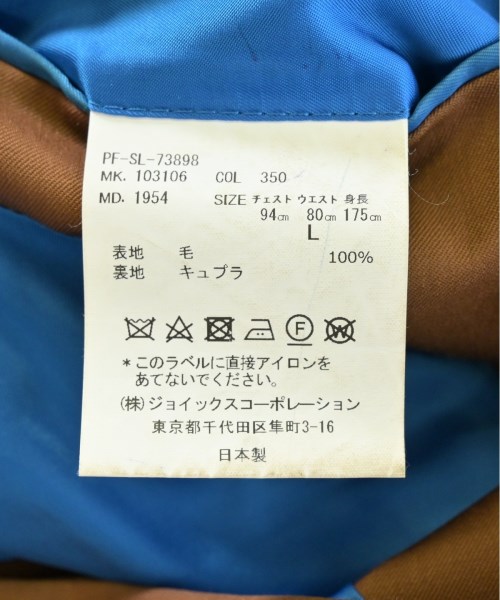 PF-SL-73898
MK. 103106 COL 350
MD. 1954 SIZE チェスト ウエスト 身長
94cm 80cm 175cm
L
表地 毛 100%
裏地 キュプラ
F W
*このラベルに直接アイロンを
あてないでください。
(株)ジョイックスコーポレーション
東京都千代田区隼町3-16
日本製